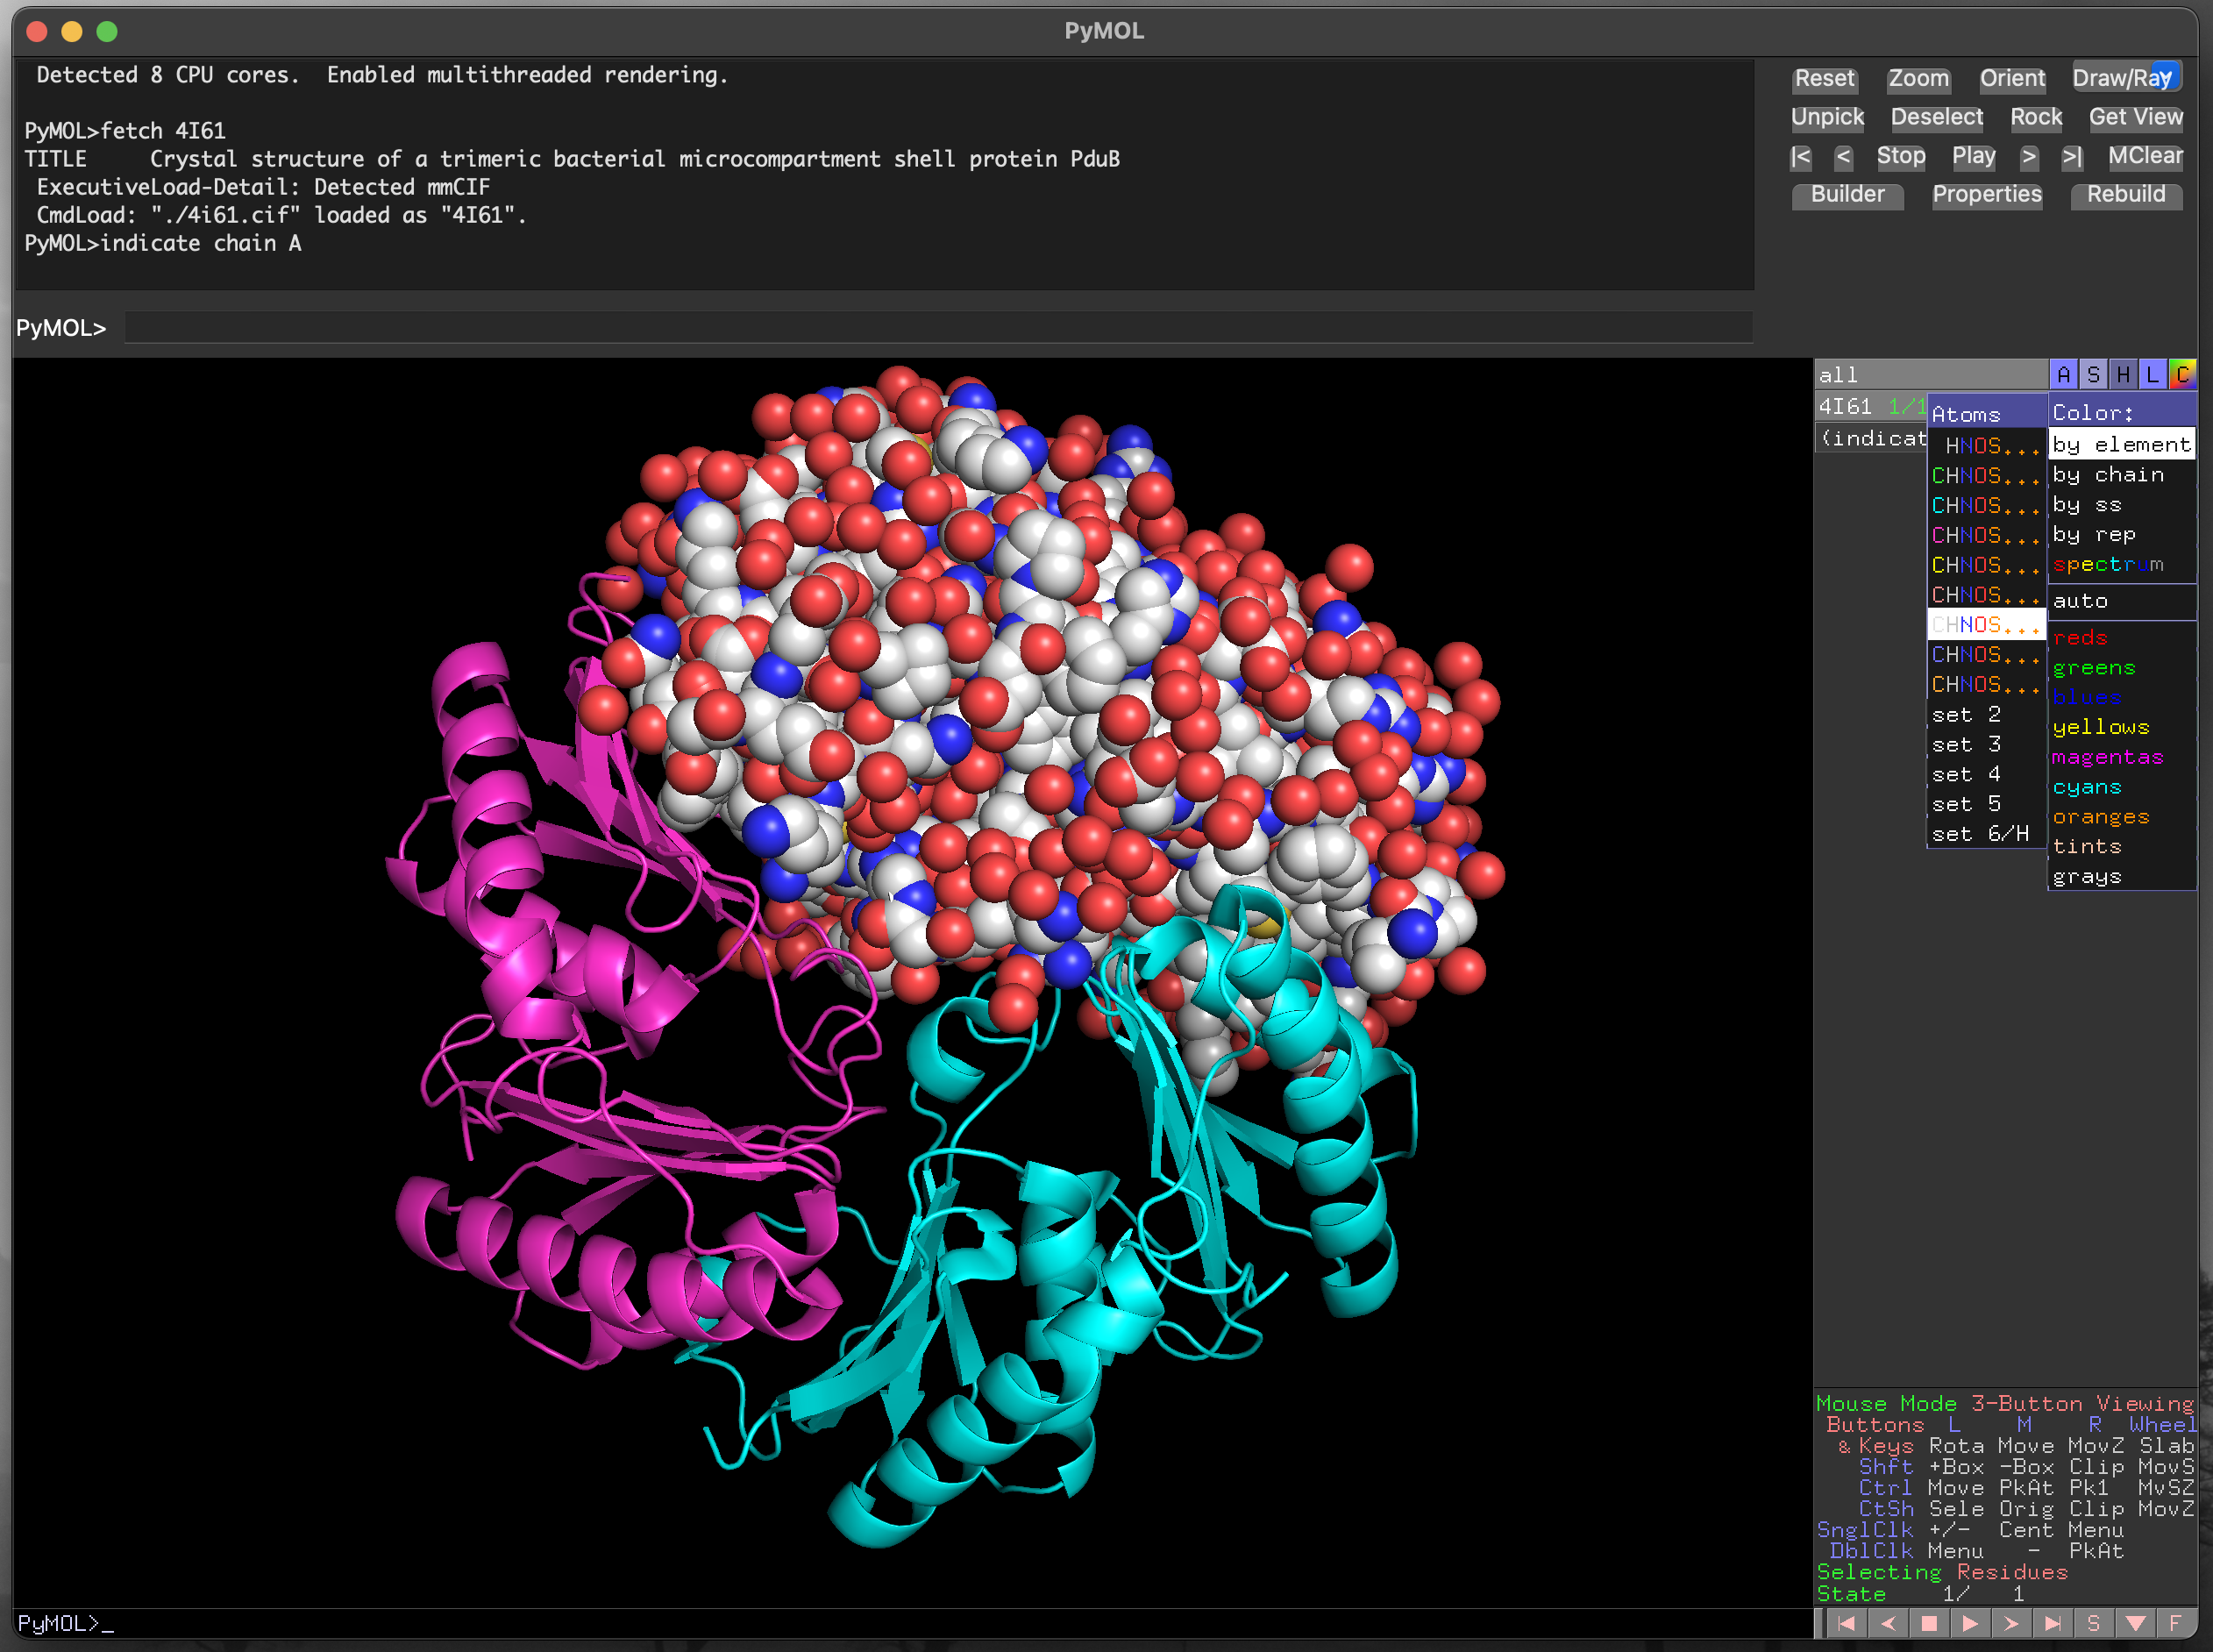 PyMOL
Detected 8 CPU cores.  Enabled multithreaded rendering.
PyMOL>fetch 4I61
TITLE     Crystal structure of a trimeric bacterial microcompartment shell protein PduB
ExecutiveLoad-Detail: Detected mmCIF
CmdLoad: "./4i61.cif" loaded as "4I61".
PyMOL>indicate chain A
PyMOL>
Reset Zoom Orient Draw/Ray
Unpick Deselect Rock Get View
|< < Stop Play > >| MClear
Builder Properties Rebuild
all A S H L C
4I61 1/1
(indicat
Atoms
HNOS...
CHNOS...
CHNOS...
CHNOS...
CHNOS...
CHNOS...
CHNOS...
CHNOS...
CHNOS...
set 2
set 3
set 4
set 5
set 6/H
Color:
by element
by chain
by ss
by rep
spectrum
auto
reds
greens
blues
yellows
magentas
cyans
oranges
tints
grays
Mouse Mode 3-Button Viewing
Buttons L M R Wheel
& Keys Rota Move MovZ Slab
Shft +Box -Box Clip MovS
Ctrl Move PkAt Pk1 MvSZ
CtSh Sele Orig Clip MovZ
SnglClk +/- Cent Menu
DblClk Menu - PkAt
Selecting Residues
State 1/ 1
S F
PyMOL>_